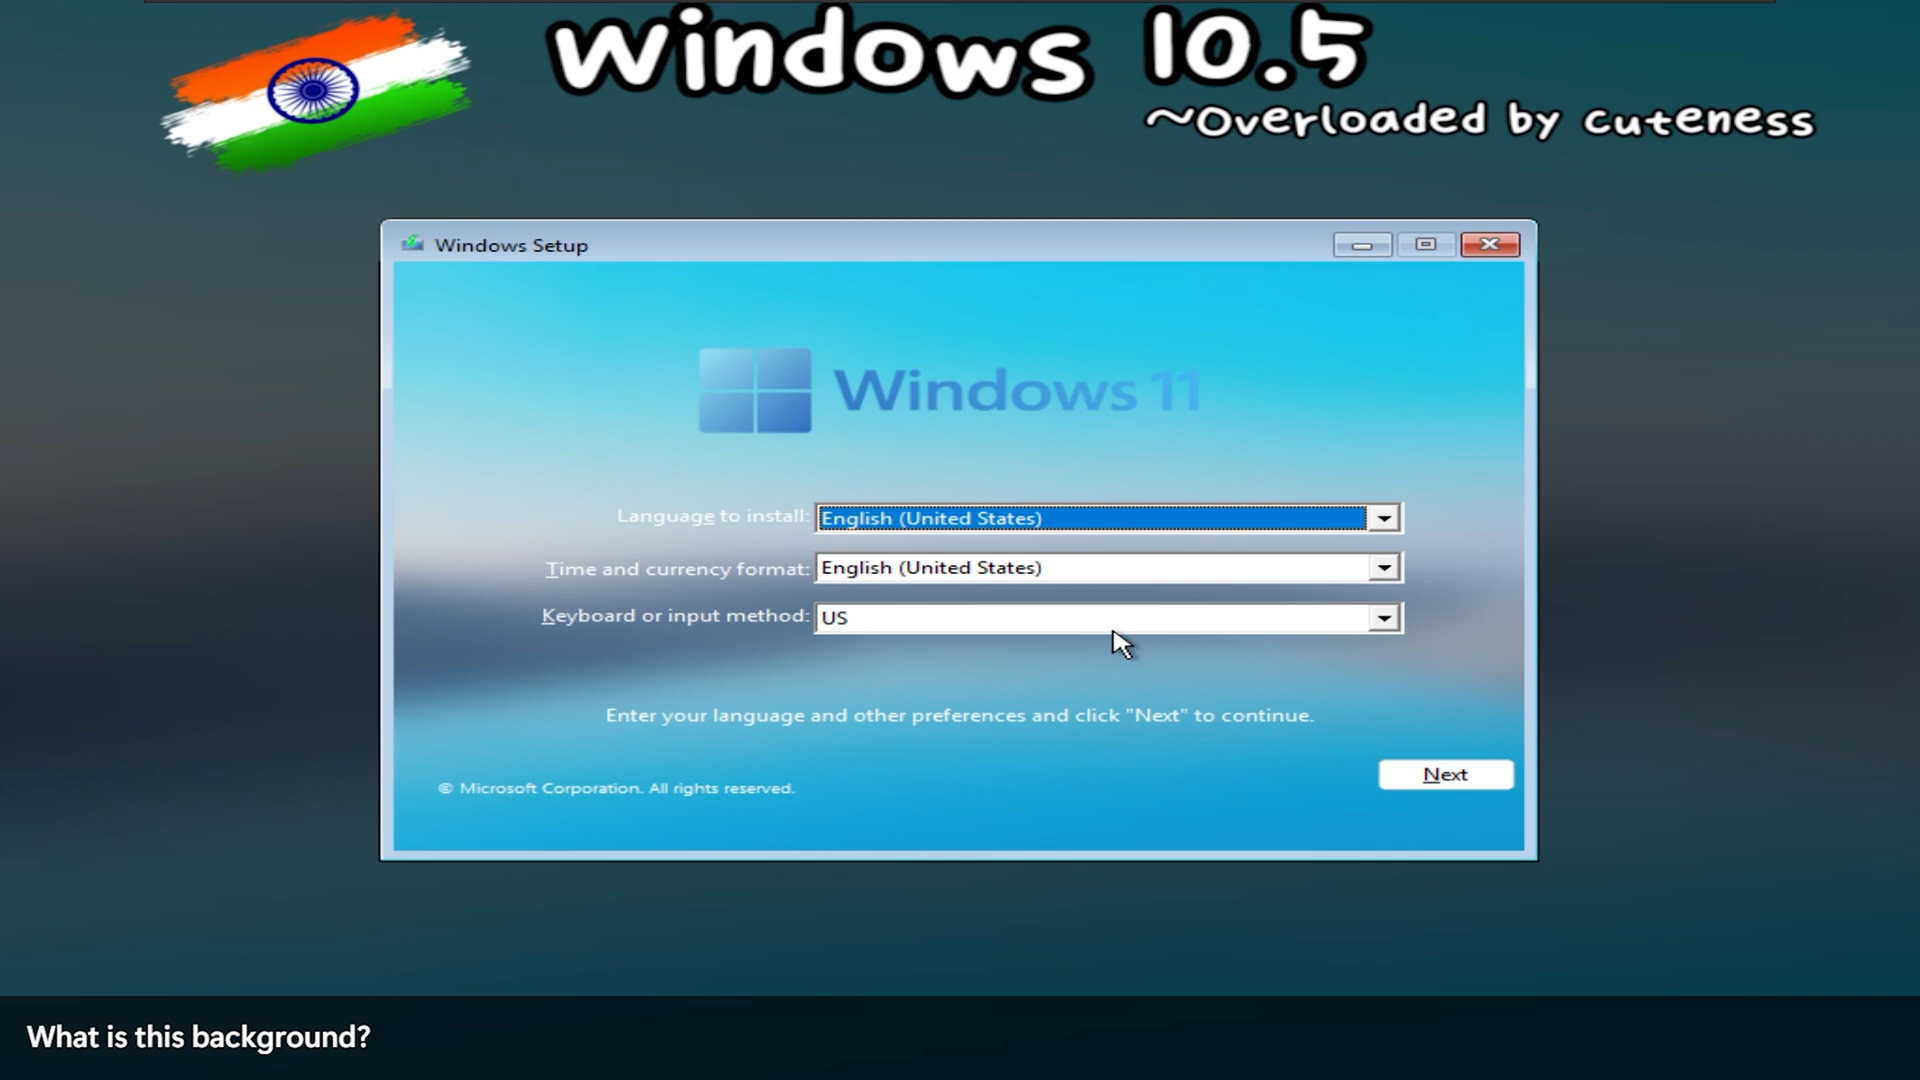 Windows 10.5
~Overloaded by cuteness
Windows Setup
Windows 11
Language to install: English (United States)
Time and currency format: English (United States)
Keyboard or input method: US
Enter your language and other preferences and click "Next" to continue.
Next
© Microsoft Corporation. All rights reserved.
What is this background?